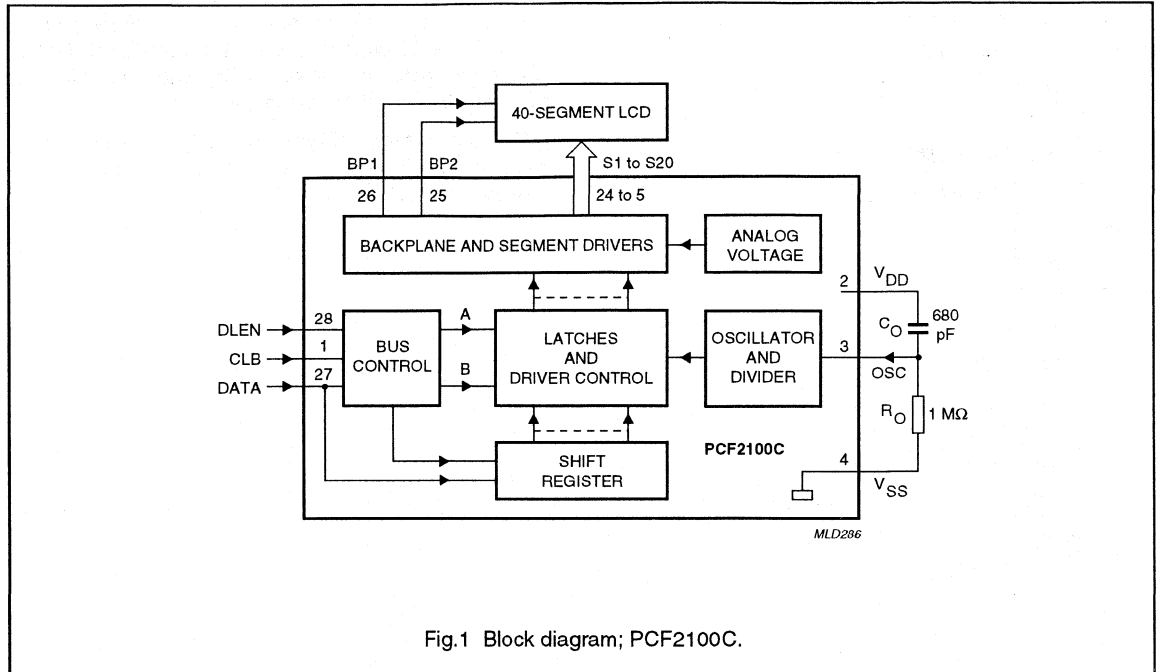 40-SEGMENT LCD
BP1
BP2
S1 to S20
26
25
24 to 5
BACKPLANE AND SEGMENT DRIVERS
ANALOG
VOLTAGE
2
VDD
CO
680
pF
DLEN
28
CLB
1
DATA
27
BUS
CONTROL
A
B
LATCHES
AND
DRIVER CONTROL
OSCILLATOR
AND
DIVIDER
3
OSC
RO
1 MΩ
PCF2100C
SHIFT
REGISTER
4
VSS
MLD286
Fig.1 Block diagram; PCF2100C.